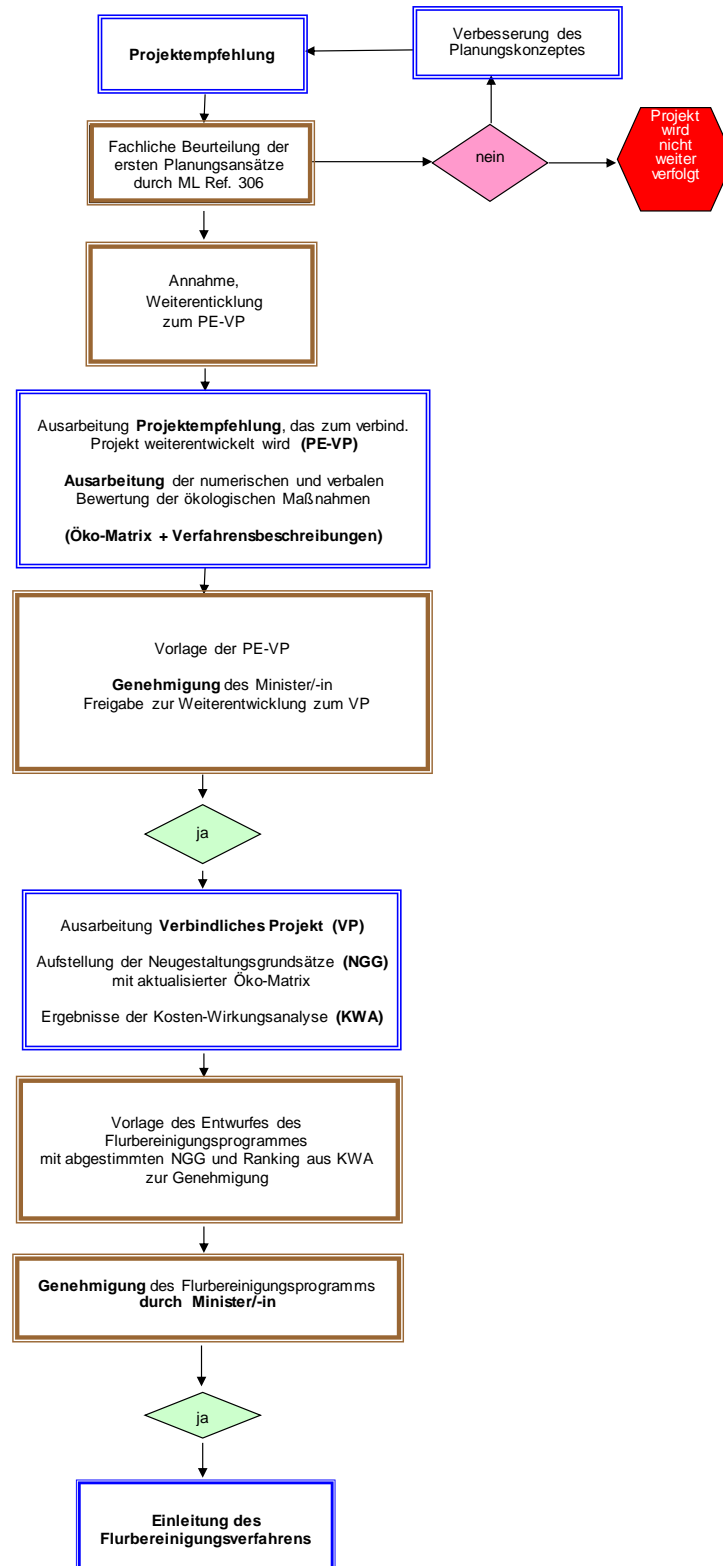 Projektempfehlung
Verbesserung des
Planungskonzeptes
Fachliche Beurteilung der
ersten Planungsansätze
durch ML Ref. 306
nein
Projekt
wird
nicht
weiter
verfolgt
Annahme,
Weiterenticklung
zum PE-VP
Ausarbeitung Projektempfehlung, das zum verbind.
Projekt weiterentwickelt wird (PE-VP)
Ausarbeitung der numerischen und verbalen
Bewertung der ökologischen Maßnahmen
(Öko-Matrix + Verfahrensbeschreibungen)
Vorlage der PE-VP
Genehmigung des Minister/-in
Freigabe zur Weiterentwicklung zum VP
ja
Ausarbeitung Verbindliches Projekt (VP)
Aufstellung der Neugestaltungsgrundsätze (NGG)
mit aktualisierter Öko-Matrix
Ergebnisse der Kosten-Wirkungsanalyse (KWA)
Vorlage des Entwurfes des
Flurbereinigungsprogrammes
mit abgestimmten NGG und Ranking aus KWA
zur Genehmigung
Genehmigung des Flurbereinigungsprogramms
durch Minister/-in
ja
Einleitung des
Flurbereinigungsverfahrens